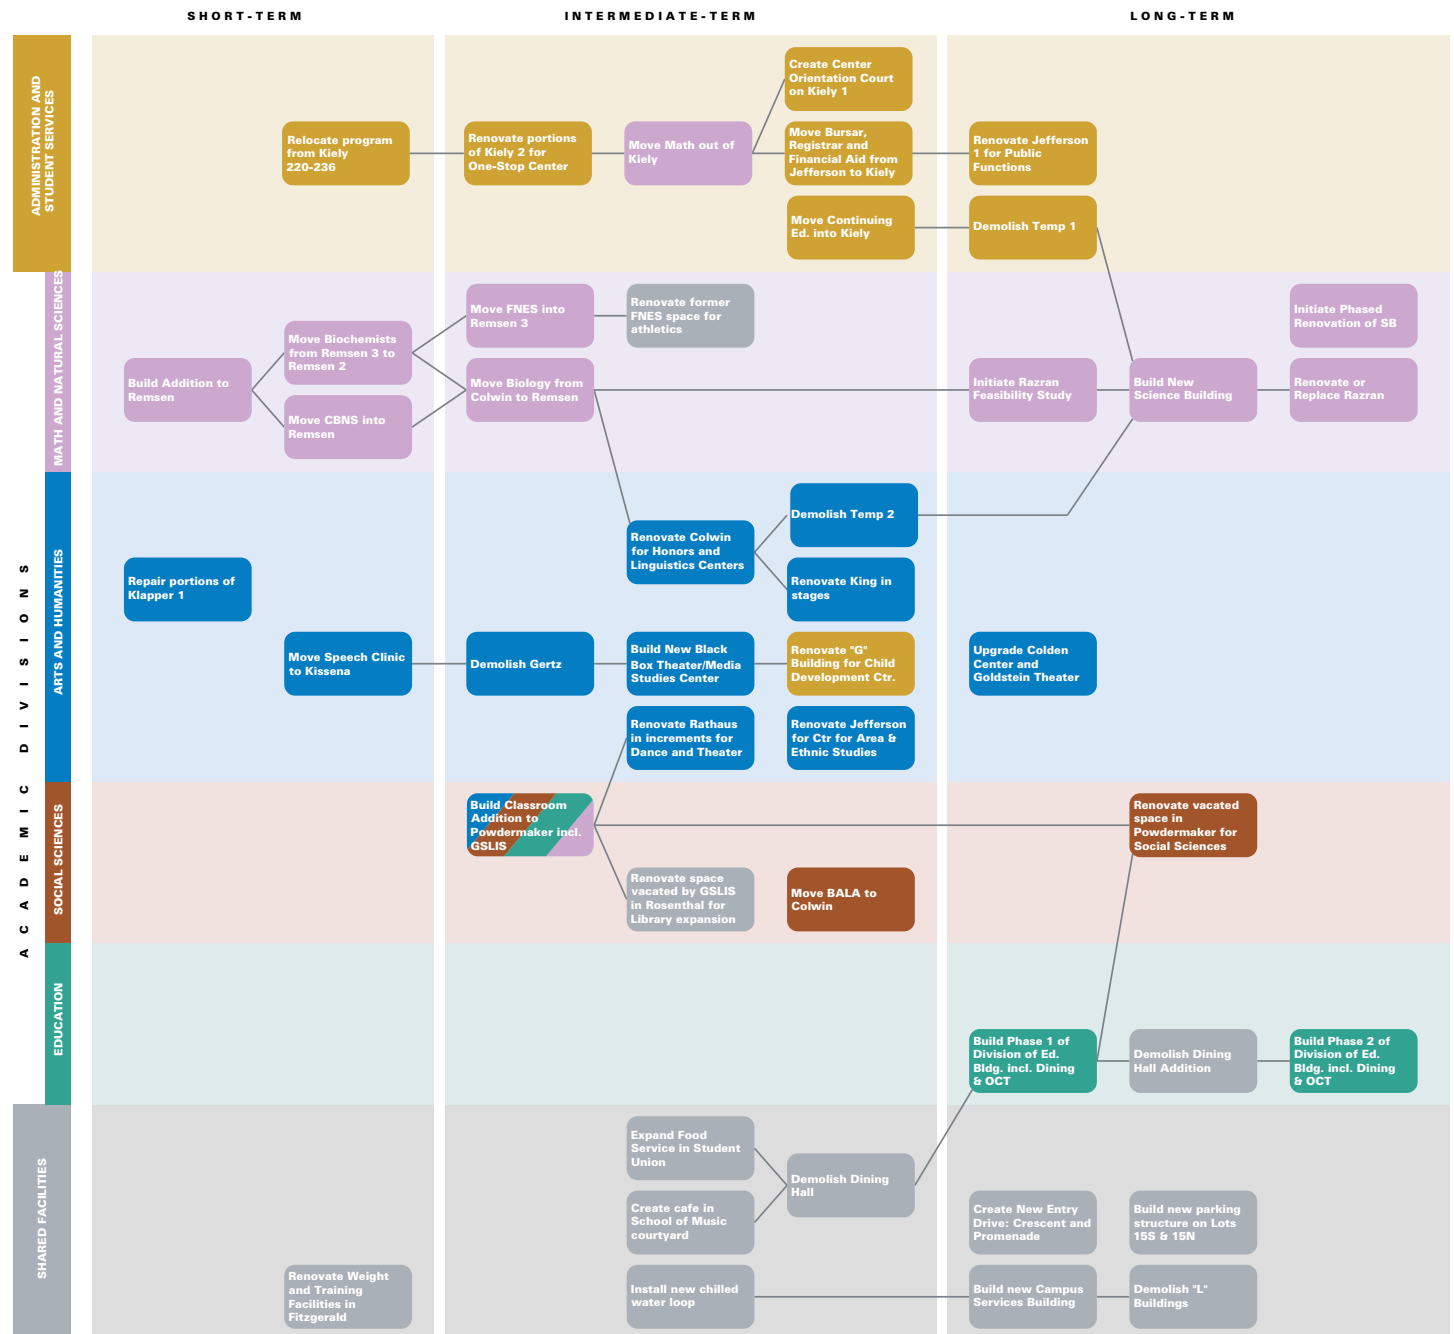 SHORT-TERM
INTERMEDIATE-TERM
LONG-TERM
ACADEMIC DIVISIONS
ADMINISTRATION AND
STUDENT SERVICES
Create Center
Orientation Court
on Kiely 1
Relocate program
from Kiely
220-236
Renovate portions
of Kiely 2 for
One-Stop Center
Move Math out of
Kiely
Move Bursar,
Registrar and
Financial Aid from
Jefferson to Kiely
Renovate Jefferson
1 for Public
Functions
Move Continuing
Ed. into Kiely
Demolish Temp 1
MATH AND NATURAL SCIENCES
Build Addition to
Remsen
Move Biochemists
from Remsen 3 to
Remsen 2
Move CBNS into
Remsen
Move FNES into
Remsen 3
Move Biology from
Colwin to Remsen
Renovate former
FNES space for
athletics
Initiate Razran
Feasibility Study
Build New
Science Building
Initiate Phased
Renovation of SB
Renovate or
Replace Razran
ARTS AND HUMANITIES
Repair portions of
Klapper 1
Renovate Colwin
for Honors and
Linguistics Centers
Demolish Temp 2
Renovate King in
stages
Move Speech Clinic
to Kissena
Demolish Gertz
Build New Black
Box Theater/Media
Studies Center
Renovate "G"
Building for Child
Development Ctr.
Upgrade Colden
Center and
Goldstein Theater
Renovate Rathaus
in increments for
Dance and Theater
Renovate Jefferson
for Ctr for Area &
Ethnic Studies
SOCIAL SCIENCES
Build Classroom
Addition to
Powdermaker incl.
GSLIS
Renovate vacated
space in
Powdermaker for
Social Sciences
Renovate space
vacated by GSLIS
in Rosenthal for
Library expansion
Move BALA to
Colwin
EDUCATION
Build Phase 1 of
Division of Ed.
Bldg. incl. Dining
& OCT
Demolish Dining
Hall Addition
Build Phase 2 of
Division of Ed.
Bldg. incl. Dining
& OCT
SHARED FACILITIES
Expand Food
Service in Student
Union
Create cafe in
School of Music
courtyard
Demolish Dining
Hall
Create New Entry
Drive: Crescent and
Promenade
Build new parking
structure on Lots
15S & 15N
Renovate Weight
and Training
Facilities in
Fitzgerald
Install new chilled
water loop
Build new Campus
Services Building
Demolish "L"
Buildings